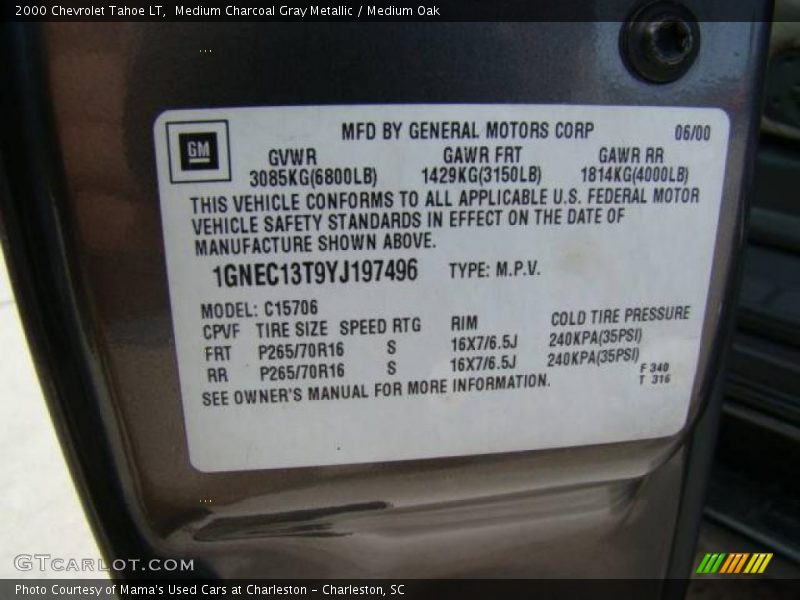 2000 Chevrolet Tahoe LT,  Medium Charcoal Gray Metallic / Medium Oak
GM
MFD BY GENERAL MOTORS CORP 06/00
GVWR GAWR FRT GAWR RR
3085KG(6800LB) 1429KG(3150LB) 1814KG(4000LB)
THIS VEHICLE CONFORMS TO ALL APPLICABLE U.S. FEDERAL MOTOR
VEHICLE SAFETY STANDARDS IN EFFECT ON THE DATE OF
MANUFACTURE SHOWN ABOVE.
1GNEC13T9YJ197496 TYPE: M.P.V.
MODEL: C15706
CPVF TIRE SIZE SPEED RTG RIM COLD TIRE PRESSURE
FRT P265/70R16 S 16X7/6.5J 240KPA(35PSI)
RR P265/70R16 S 16X7/6.5J 240KPA(35PSI)
SEE OWNER'S MANUAL FOR MORE INFORMATION.
F 340
T 316
GTCARLOT.COM
Photo Courtesy of Mama's Used Cars at Charleston - Charleston, SC